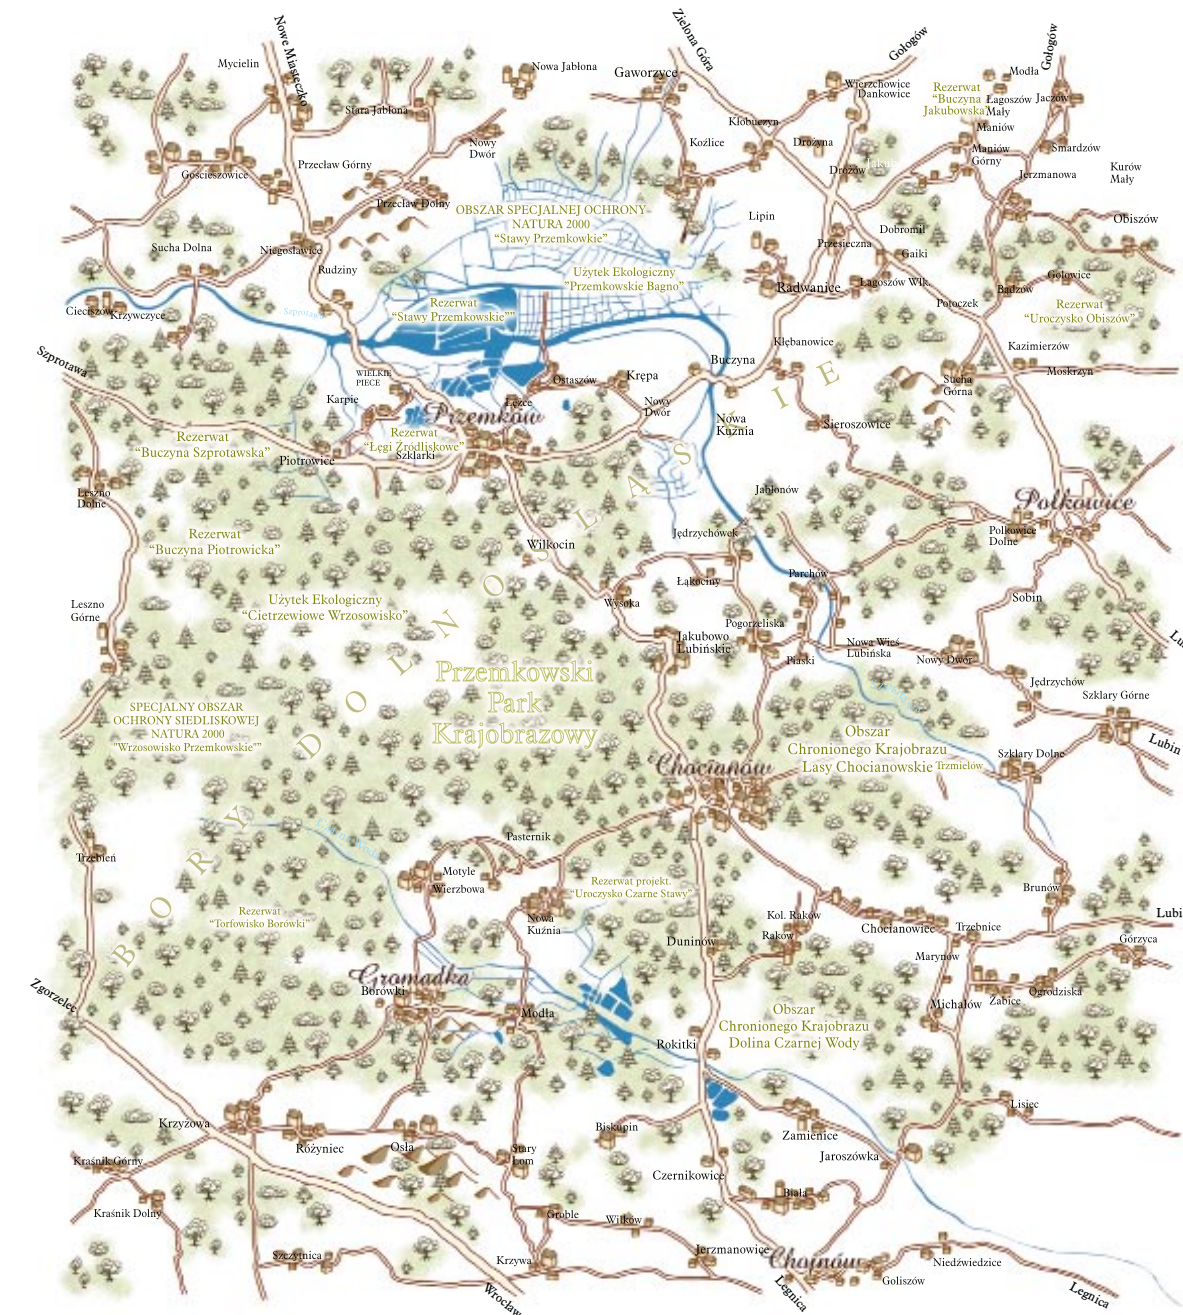 Nowe Miasteczko
Mycielin
Stara Jabłona
Nowa Jabłona
Gaworzyce
Zielona Góra
Gołogów
Gołogów
Wierzchowice
Dankowice
Rezerwat
“Buczyna
Jakubowska”
Modła
Łagoszów
Mały
Jaczów
Kłobuczyn
Koźlice
Drożyna
Drożów
Jakub
Maniów
Maniów
Górny
Smardzów
Jerzmanowa
Kurów
Mały
Nowy
Dwór
Gościeszowice
Przecław Górny
Przecław Dolny
OBSZAR SPECJALNEJ OCHRONY
NATURA 2000
“Stawy Przemkowkie”
Lipin
Obiszów
Sucha Dolna
Niegosławice
Rudziny
Przesieczna
Dobromil
Gaiki
Użytek Ekologiczny
”Przemkowskie Bagno”
Radwanice
Łagoszów Wlk.
Gołowice
Bądzów
Potoczek
Rezerwat
“Uroczysko Obiszów”
Cieciszów
Krzywczyce
Szprotawa
Rezerwat
“Stawy Przemkowskie””
Kłębanowice
Kazimierzów
Moskrzyn
Szprotawa
WIELKIE
PIECE
Buczyna
Krępa
Ostaszów
Sucha
Górna
Karpie
Łężce
Przemków
Nowy
Dwór
Nowa
Kuźnia
Sieroszowice
Rezerwat
“Buczyna Szprotawska”
Rezerwat
“Łęgi Źródliskowe”
Szklarki
Piotrowice
Leszno
Dolne
Jabłonów
Polkowice
Polkowice
Dolne
Rezerwat
“Buczyna Piotrowicka”
Wilkocin
Jędrzychówek
Parchów
Łąkociny
Wysoka
Użytek Ekologiczny
“Cietrzewiowe Wrzosowisko”
Leszno
Górne
Sobin
Pogorzeliska
Jakubowo
Lubińskie
Piaski
Nowa Wieś
Lubińska
Nowy Dwór
Jędrzychów
Szklary Górne
Przemkowski
Park
Krajobrazowy
SPECJALNY OBSZAR
OCHRONY SIEDLISKOWEJ
NATURA 2000
"Wrzosowisko Przemkowskie””
Obszar
Chronionego Krajobrazu
Lasy Chocianowskie
Trzmielów
Szklary Dolne
Lubin
Chocianów
BORY DOLNOŚLĄSKIE
Trzebień
Pasternik
Motyle
Wierzbowa
Rezerwat projekt.
“Uroczysko Czarne Stawy”
Rezerwat
“Torfowisko Borówki”
Nowa
Kuźnia
Duninów
Kol. Raków
Raków
Chocianowiec
Trzebnice
Brunów
Lubi
Górzyca
Marynów
Ogrodziska
Żabice
Michałów
Gromadka
Borówki
Modła
Zgorzelec
Obszar
Chronionego Krajobrazu
Dolina Czarnej Wody
Rokitki
Lisiec
Krzyżowa
Różyniec
Osła
Biskupin
Zamienice
Stary
Łom
Jaroszówka
Czernikowice
Kraśnik Górny
Biała
Kraśnik Dolny
Groble
Wilków
Szczytnica
Krzywa
Jerzmanowice
Chojnów
Niedźwiedzice
Goliszów
Wrocław
Legnica
Legnica